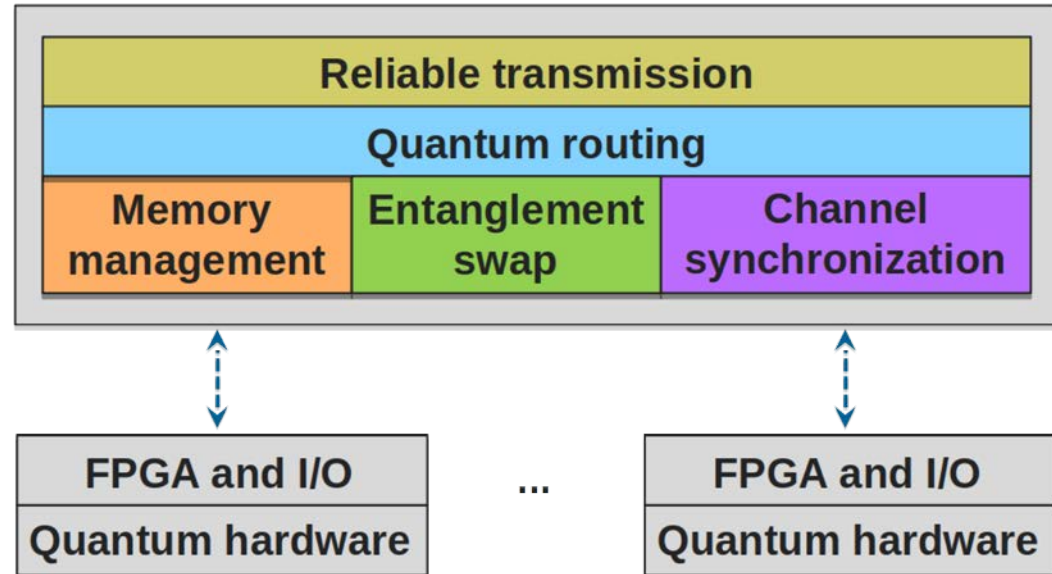 Reliable transmission
Quantum routing
Memory
management
Entanglement
swap
Channel
synchronization
FPGA and I/O
Quantum hardware
...
FPGA and I/O
Quantum hardware